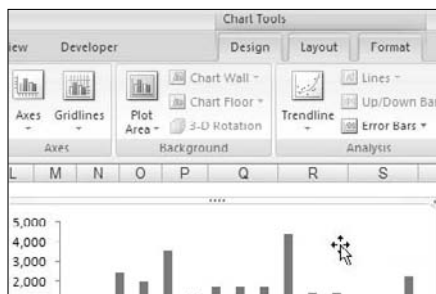 Chart Tools
iew Developer Design Layout Format
Axes Gridlines Plot Area Chart Wall Chart Floor 3-D Rotation Trendline Lines Up/Down Ba Error Bars
Axes Background Analysis
L M N O P Q R S
5,000
4,000
3,000
2,000